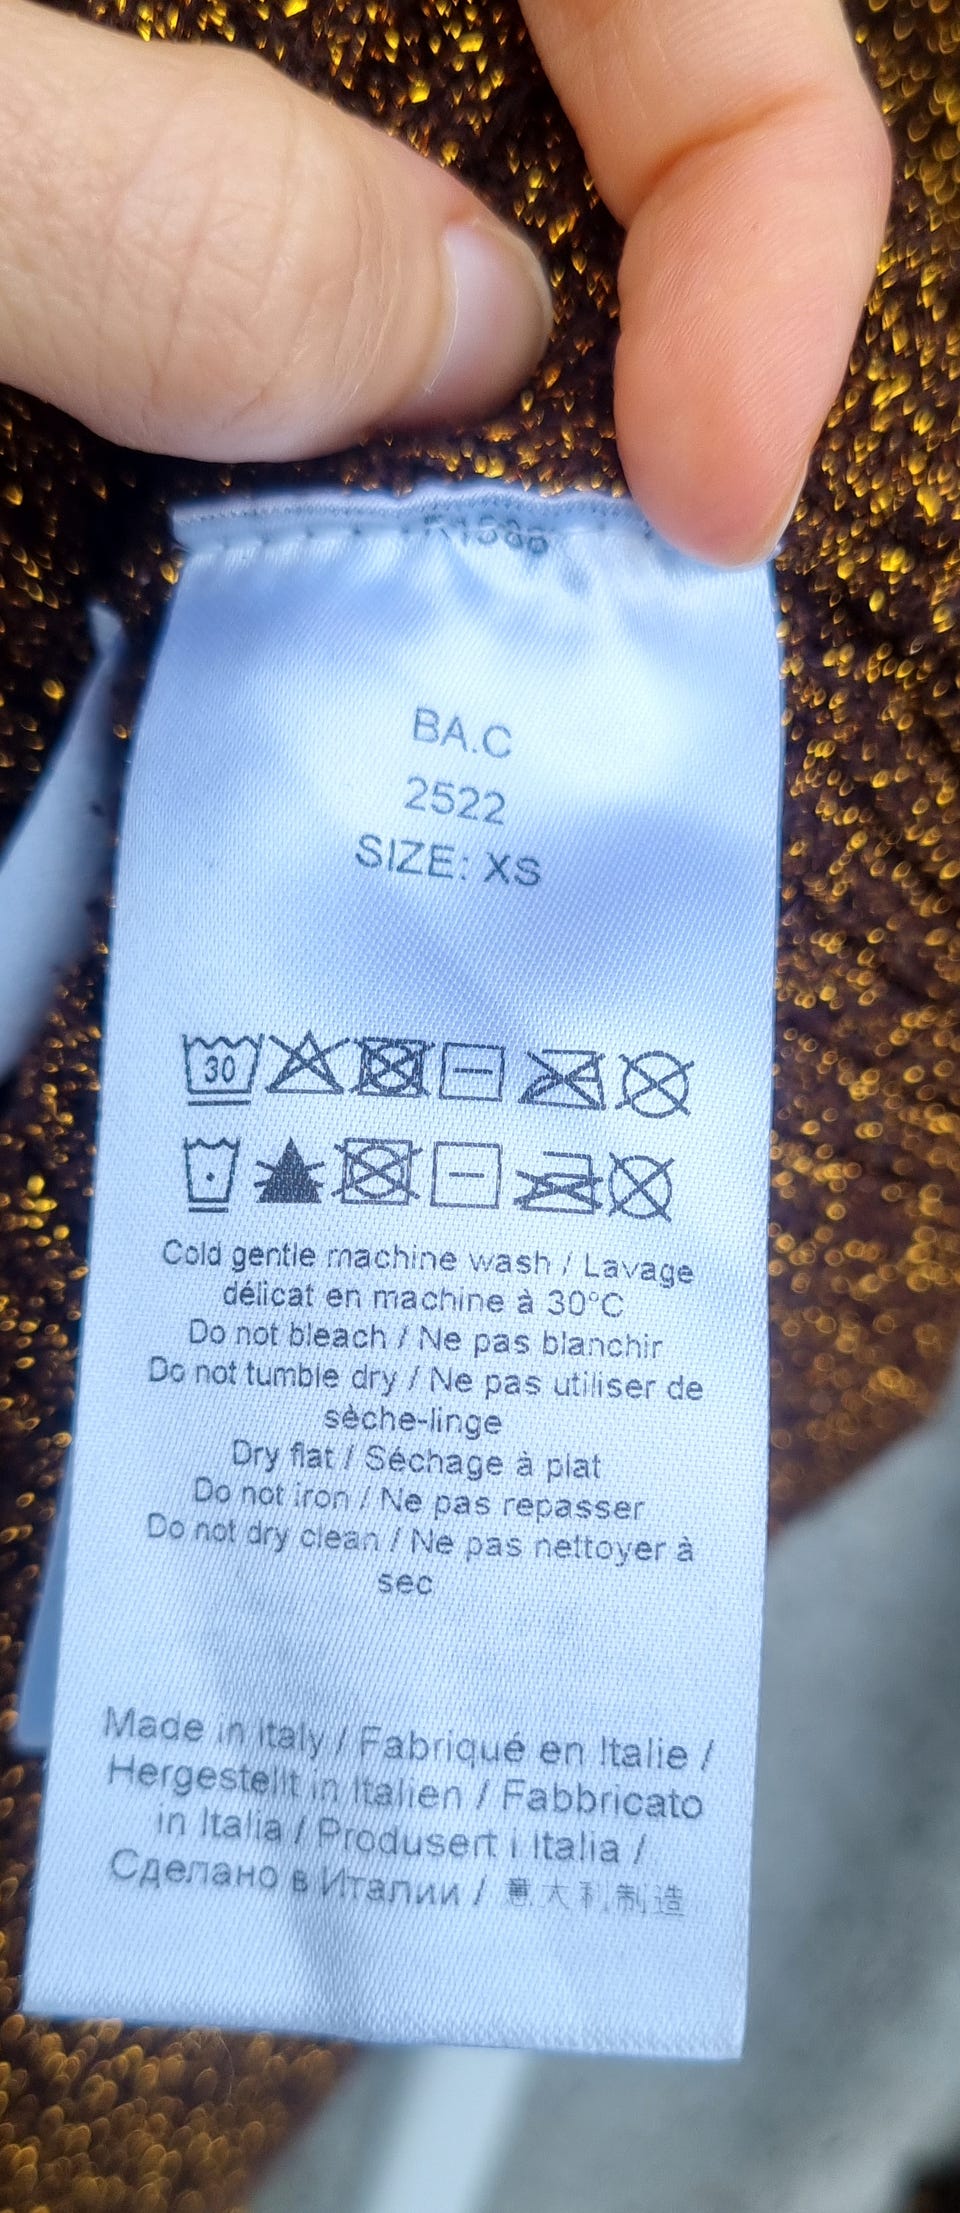 BA.C
2522
SIZE: XS
30
Cold gentle machine wash / Lavage
délicat en machine à 30°C
Do not bleach / Ne pas blanchir
Do not tumble dry / Ne pas utiliser de
sèche-linge
Dry flat / Séchage à plat
Do not iron / Ne pas repasser
Do not dry clean / Ne pas nettoyer à
sec
Made in Italy / Fabriqué en Italie /
Hergestellt in Italien / Fabbricato
in Italia / Produsert i Italia /
Сделано в Италии / 意大利制造